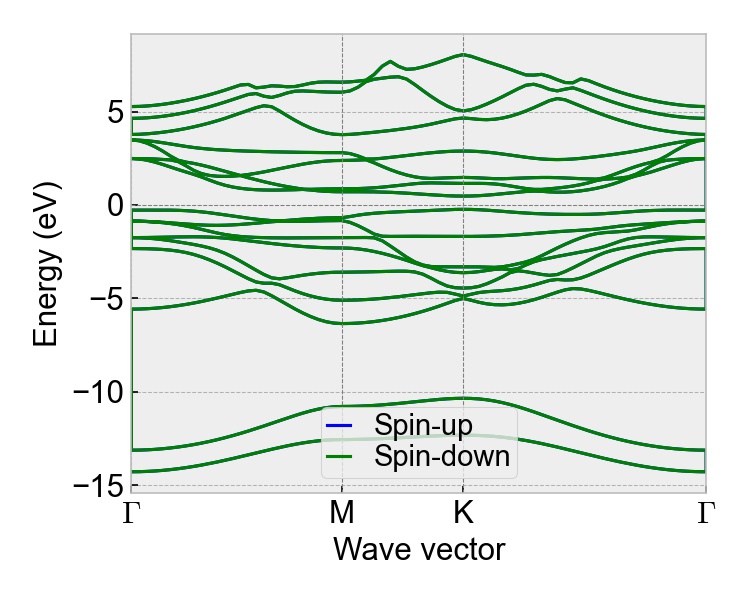 5
0
−5
−10
−15
Energy (eV)
Spin-up
Spin-down
Γ M K Γ
Wave vector